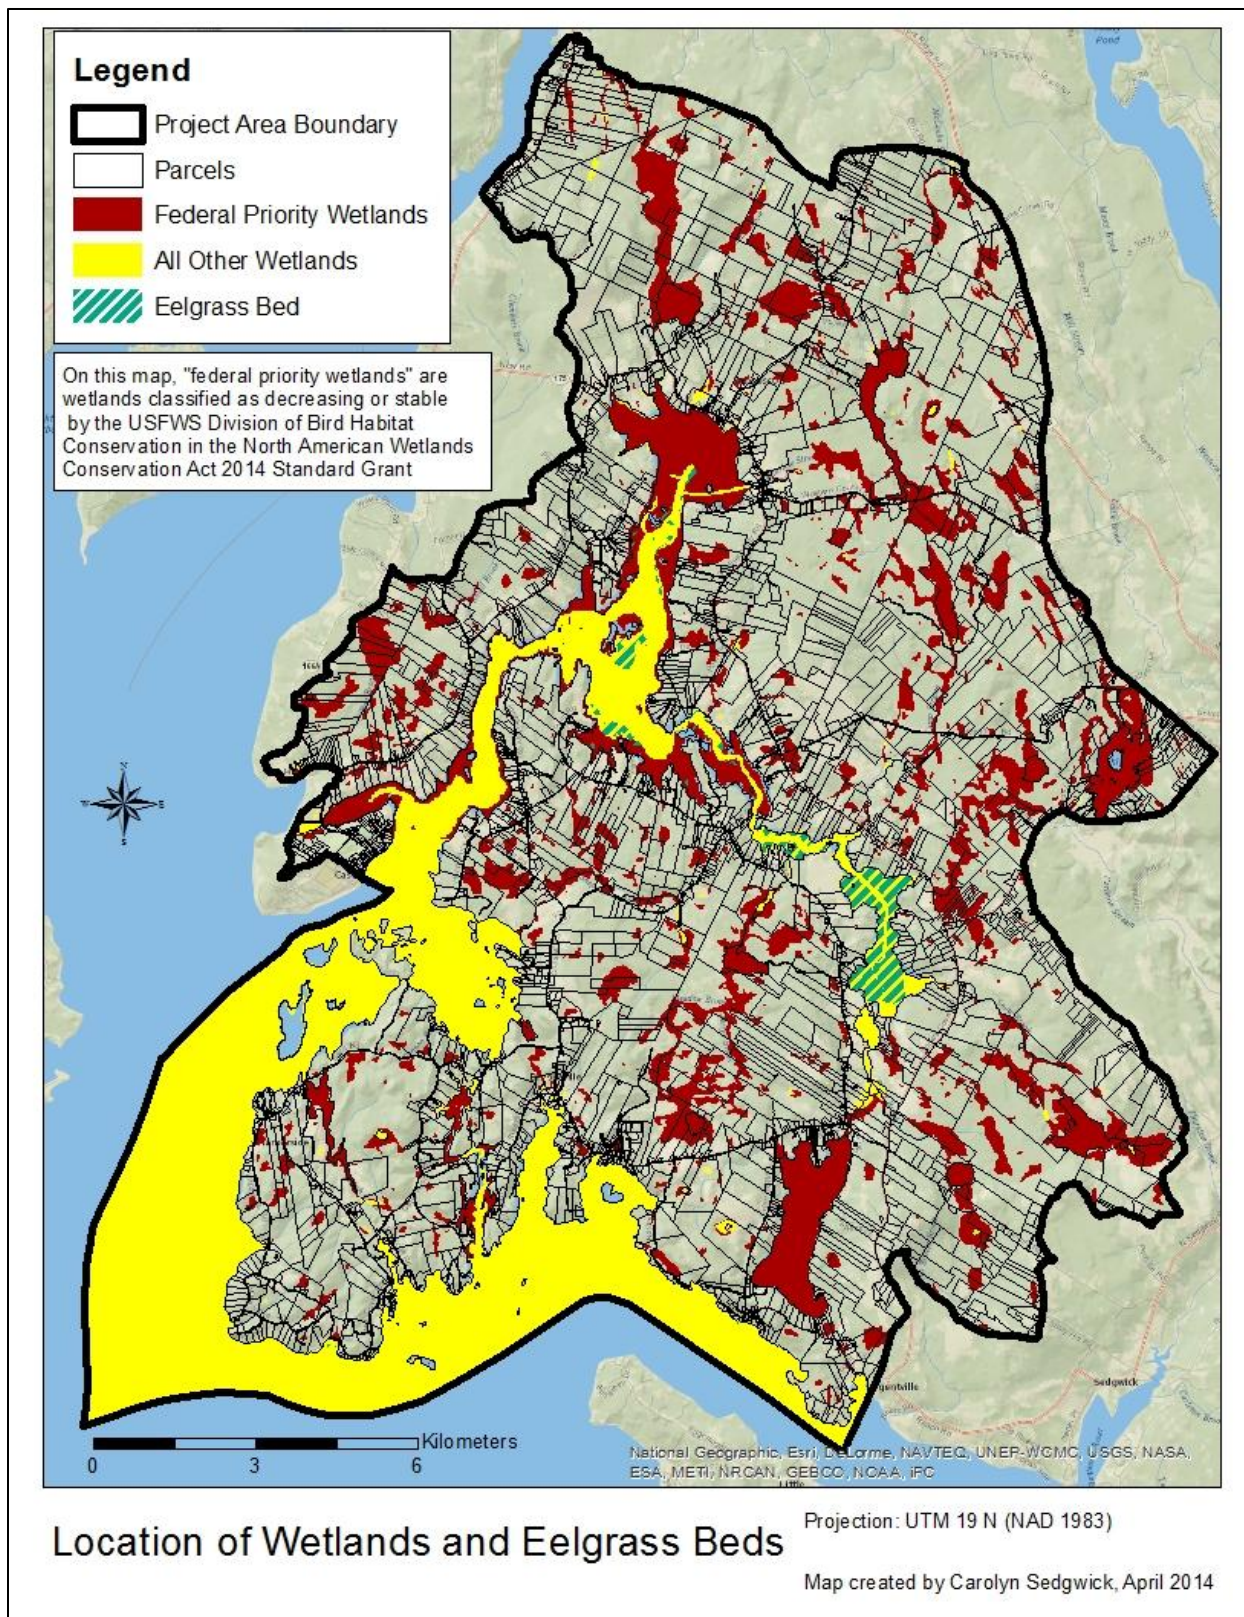 Legend
Project Area Boundary
Parcels
Federal Priority Wetlands
All Other Wetlands
Eelgrass Bed
On this map, "federal priority wetlands" are
wetlands classified as decreasing or stable
by the USFWS Division of Bird Habitat
Conservation in the North American Wetlands
Conservation Act 2014 Standard Grant
Pond
N
W E
S
Sedgwick
Kilometers
0 3 6
National Geographic, Esri, DeLorme, NAVTEQ, UNEP-WCMC, USGS, NASA,
ESA, METI, NRCAN, GEBCO, NOAA, iPC
Little
Location of Wetlands and Eelgrass Beds
Projection: UTM 19 N (NAD 1983)
Map created by Carolyn Sedgwick, April 2014